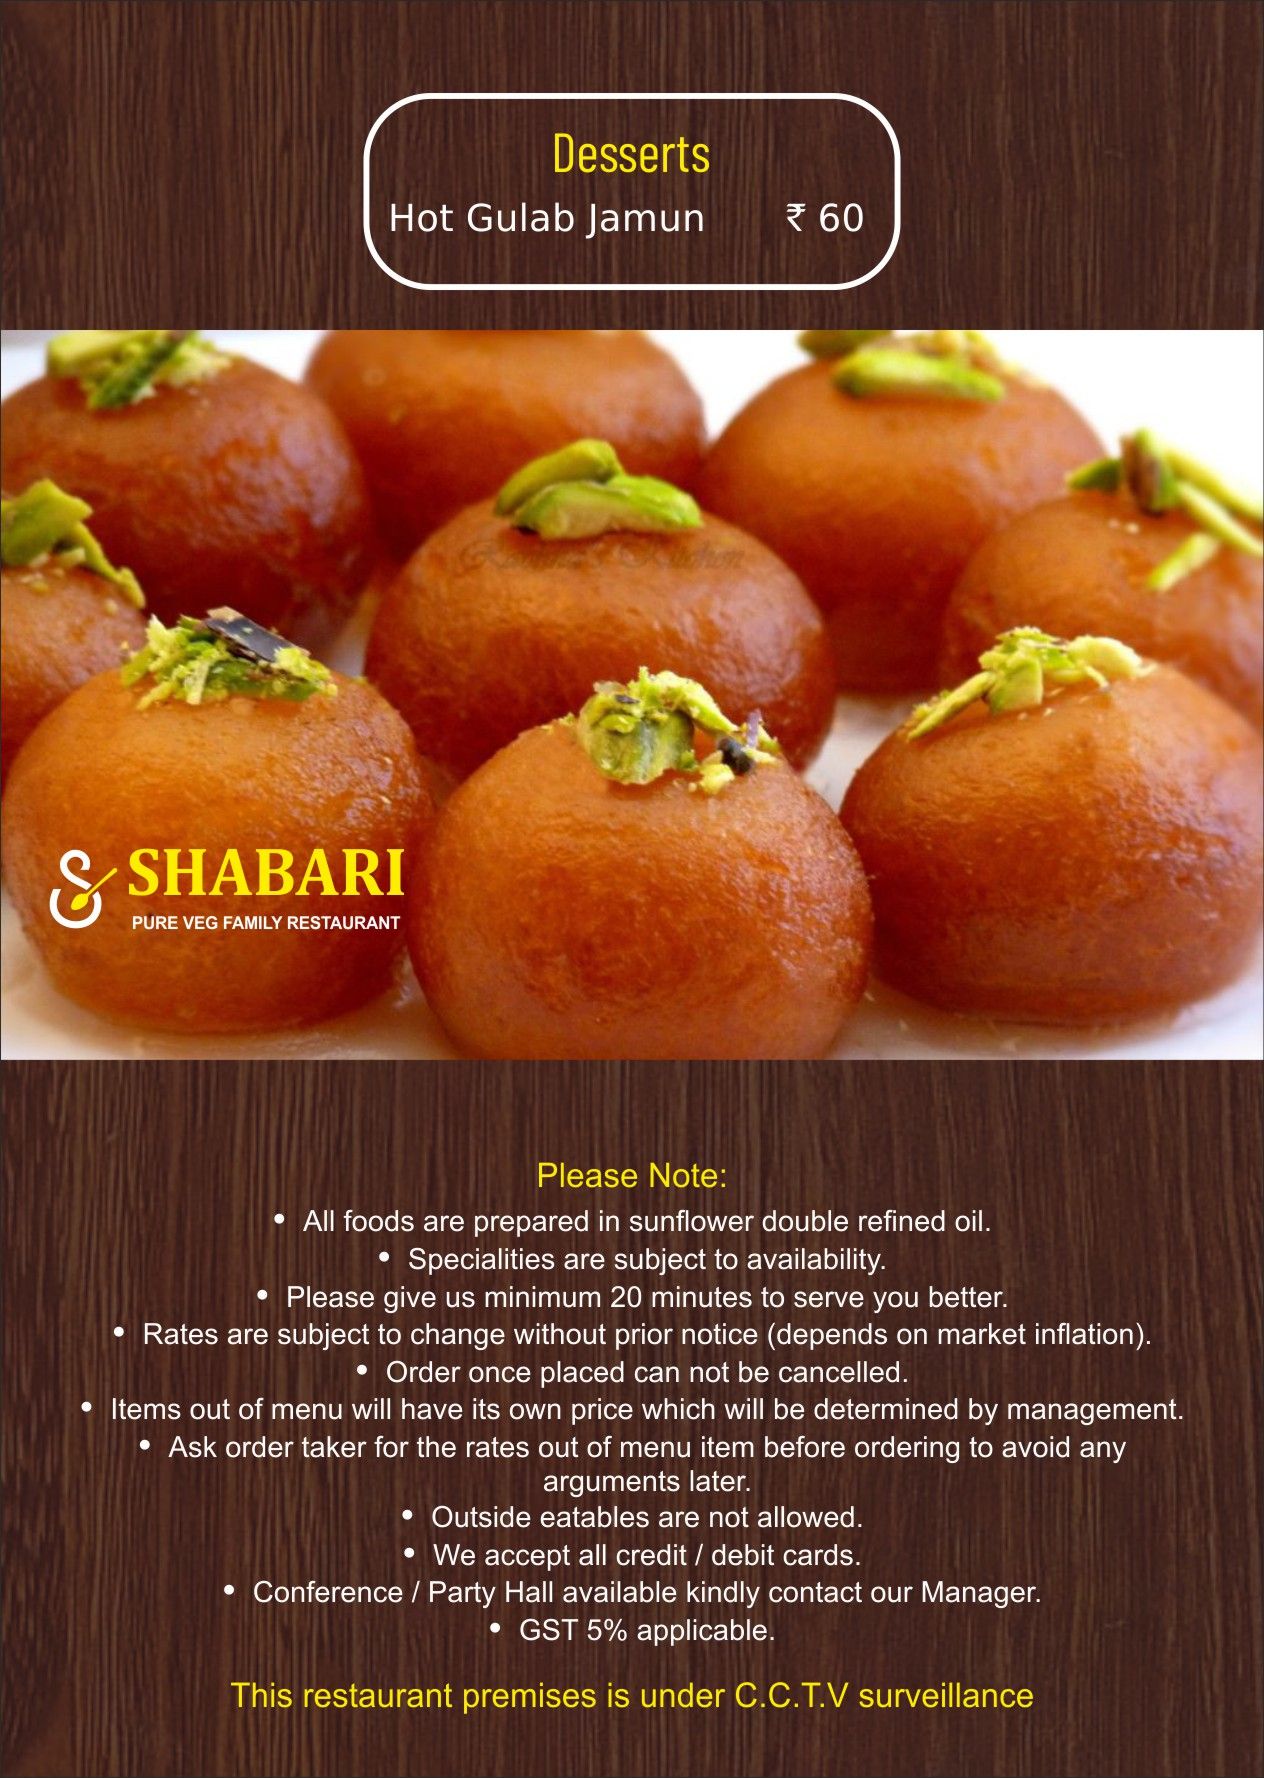 Desserts
Hot Gulab Jamun ₹ 60
SHABARI
PURE VEG FAMILY RESTAURANT
Please Note:
• All foods are prepared in sunflower double refined oil.
• Specialities are subject to availability.
• Please give us minimum 20 minutes to serve you better.
• Rates are subject to change without prior notice (depends on market inflation).
• Order once placed can not be cancelled.
• Items out of menu will have its own price which will be determined by management.
• Ask order taker for the rates out of menu item before ordering to avoid any
arguments later.
• Outside eatables are not allowed.
• We accept all credit / debit cards.
• Conference / Party Hall available kindly contact our Manager.
• GST 5% applicable.
This restaurant premises is under C.C.T.V surveillance